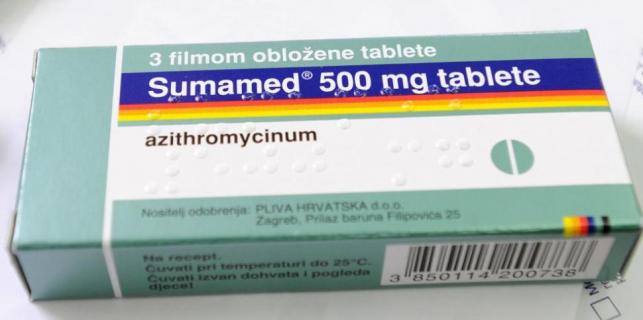 3 filmom obložene tablete
Sumamed® 500 mg tablete
azithromycinum
Nositelj odobrenja: PLIVA HRVATSKA d.o.o.
Zagreb, Prilaz baruna Filipovića 25
Na recept.
Čuvati pri temperaturi do 25°C.
Čuvati izvan dohvata i pogleda
djece!
3 850114 200738